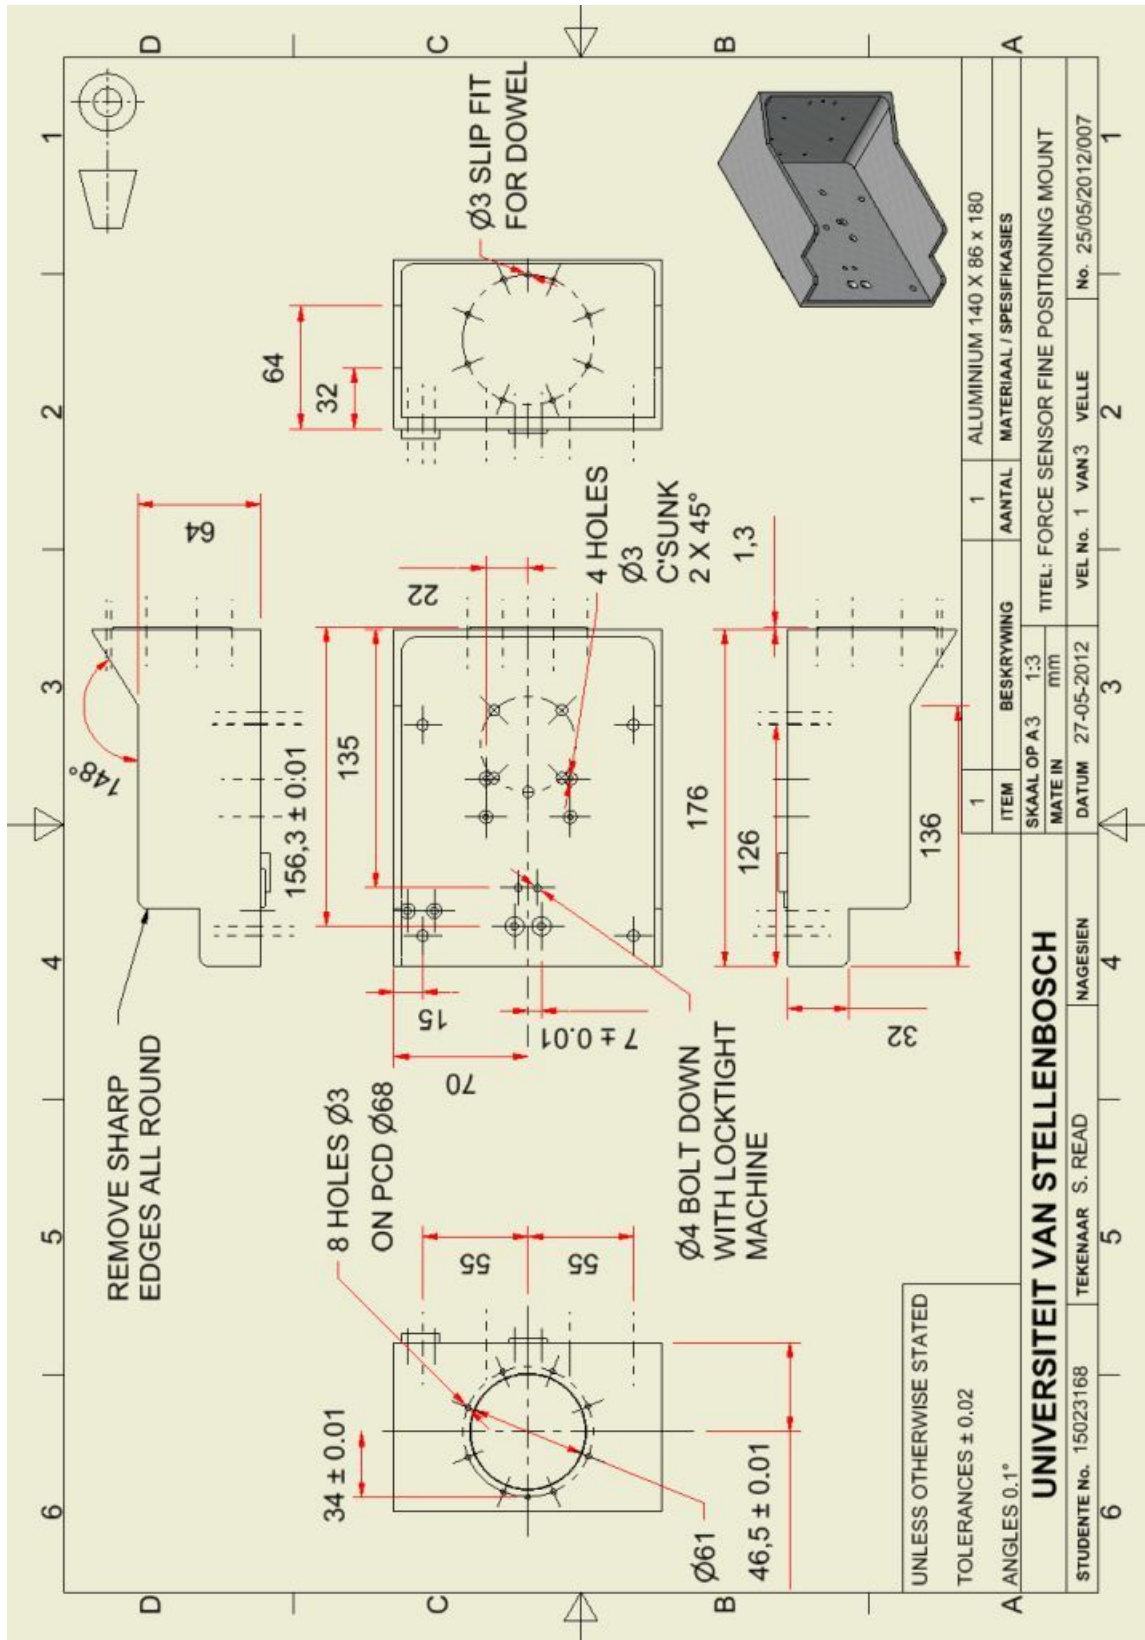 1
2
3
4
5
6
D
C
B
A
D
C
B
A
1
2
3
4
5
6
REMOVE SHARP
EDGES ALL ROUND
148°
64
8 HOLES Ø3
ON PCD Ø68
34 ± 0.01
55
55
Ø61
46,5 ± 0.01
156,3 ± 0.01
135
22
15
70
7 ± 0.01
4 HOLES
Ø3
C'SUNK
2 X 45°
1,3
Ø4 BOLT DOWN
WITH LOCKTIGHT
MACHINE
64
32
Ø3 SLIP FIT
FOR DOWEL
176
126
136
32
UNLESS OTHERWISE STATED
TOLERANCES ± 0.02
ANGLES 0.1°
1
1
ALUMINIUM 140 X 86 x 180
ITEM
BESKRYWING
AANTAL
MATERIAAL / SPESIFIKASIES
UNIVERSITEIT VAN STELLENBOSCH
SKAAL OP A3 1:3
MATE IN mm
TITEL: FORCE SENSOR FINE POSITIONING MOUNT
STUDENTE No. 15023168
TEKENAAR S. READ
NAGESIEN
DATUM 27-05-2012
VEL No. 1 VAN 3 VELLE
No. 25/05/2012/007